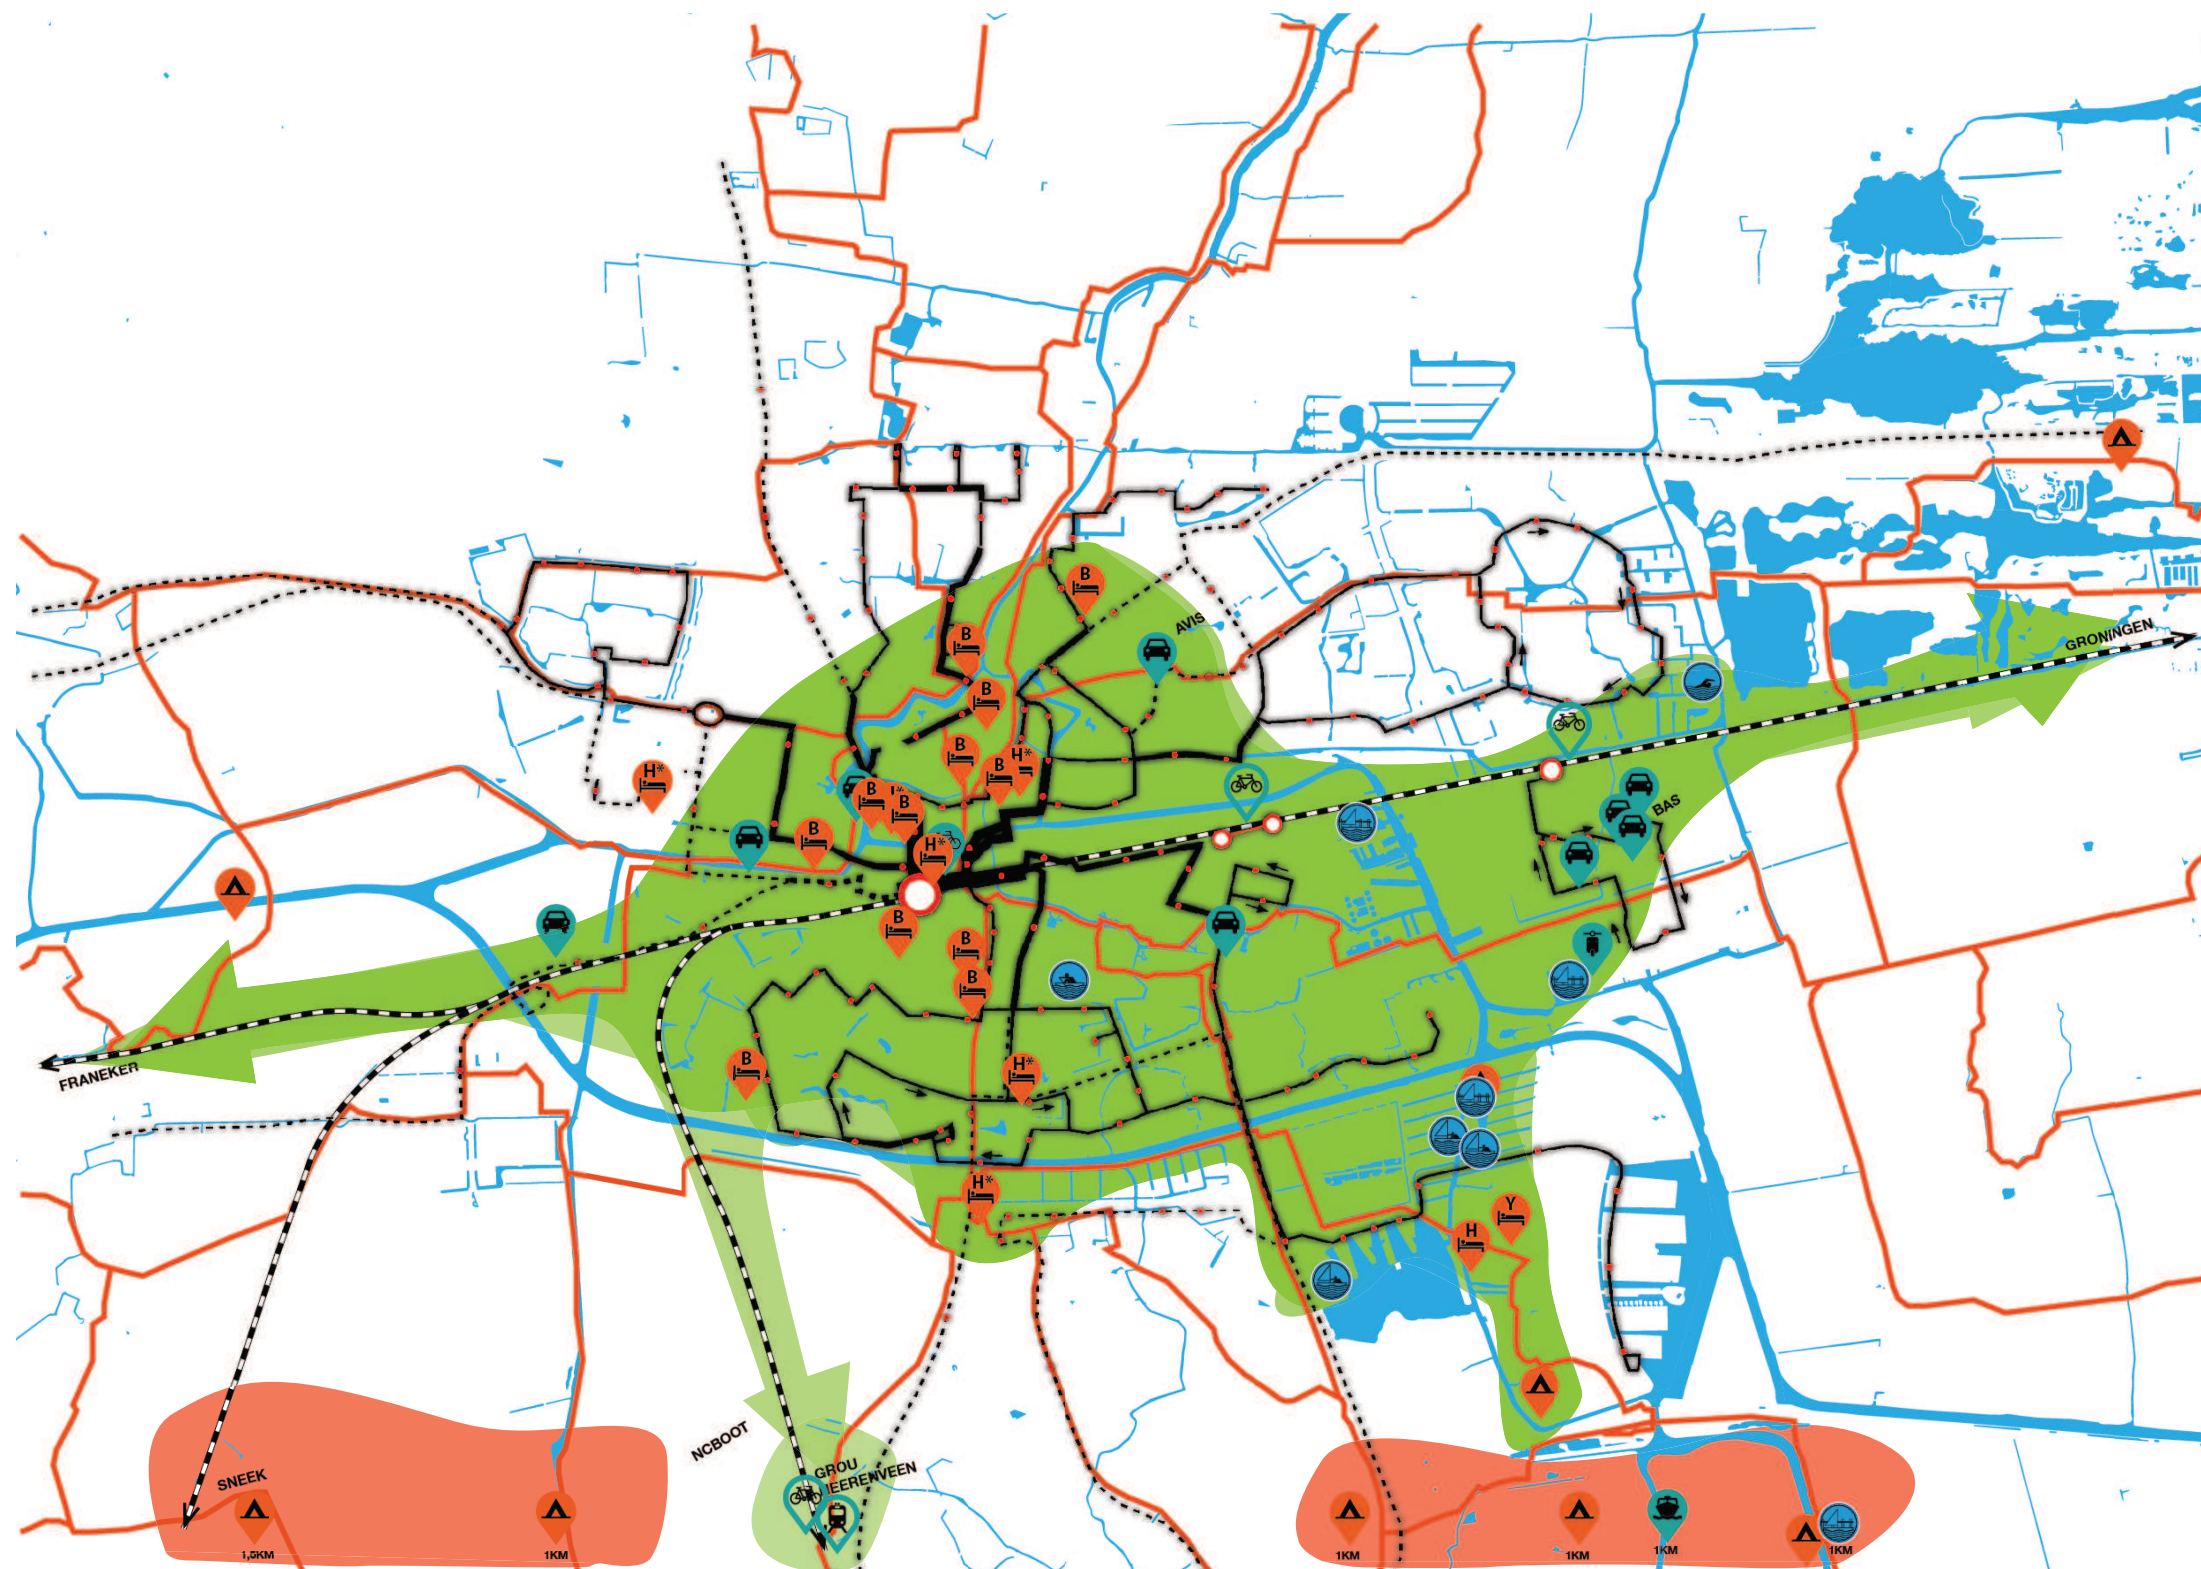 B
AVIS
B
GRONINGEN
B
B
H*
B
H*
B
B
BAS
B
H*
B
B
B
FRANEKER
B
H*
H*
Y
H
NCBOOT
GROU
HEERENVEEN
SNEEK
1,5KM
1KM
1KM
1KM
1KM
1KM